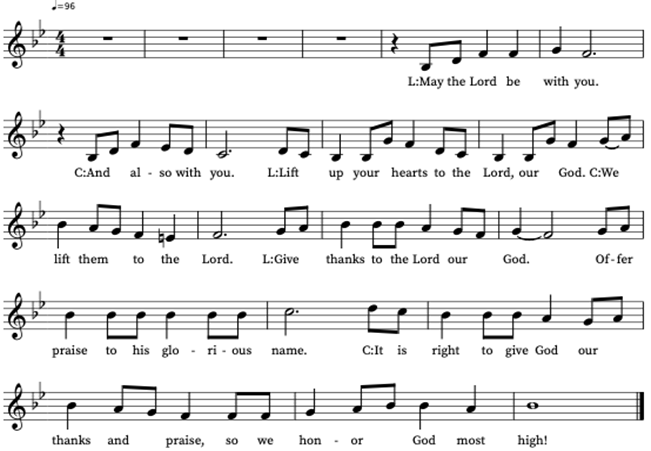 ♩=96
4/4
L:May the Lord be with you.
C:And al - so with you. L:Lift up your hearts to the Lord, our God. C:We
lift them to the Lord. L:Give thanks to the Lord our God. Of - fer
praise to his glo - ri - ous name. C:It is right to give God our
thanks and praise, so we hon - or God most high!